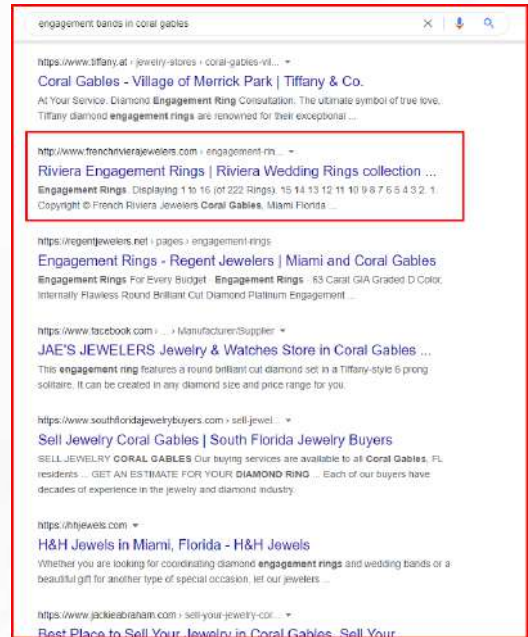 engagement bands in coral gables
https://www.tiffany.at › jewelry-stores › coral-gables-vil...
Coral Gables - Village of Merrick Park | Tiffany & Co.
At Your Service. Diamond Engagement Ring Consultation. The ultimate symbol of true love,
Tiffany diamond engagement rings are renowned for their exceptional ...
http://www.frenchrivierajewelers.com › engagement-rin...
Riviera Engagement Rings | Riviera Wedding Rings collection ...
Engagement Rings. Displaying 1 to 16 (of 222 Rings). 15 14 13 12 11 10 9 8 7 6 5 4 3 2. 1.
Copyright © French Riviera Jewelers Coral Gables, Miami Florida ...
https://regentjewelers.net › pages › engagement-rings
Engagement Rings - Regent Jewelers | Miami and Coral Gables
Engagement Rings For Every Budget · Engagement Rings · 63 Carat GIA Graded D Color,
Internally Flawless Round Brilliant Cut Diamond Platinum Engagement ...
https://www.facebook.com › ... › Manufacturer/Supplier
JAE'S JEWELERS Jewelry & Watches Store in Coral Gables ...
This engagement ring features a round brilliant cut diamond set in a Tiffany-style 6 prong
solitaire. It can be created in any diamond size and price range for you.
https://www.southfloridajewelrybuyers.com › sell-jewel...
Sell Jewelry Coral Gables | South Florida Jewelry Buyers
SELL JEWELRY CORAL GABLES Our buying services are available to all Coral Gables, FL
residents ... GET AN ESTIMATE FOR YOUR DIAMOND RING ... Each of our buyers have
decades of experience in the jewelry and diamond industry.
https://hhjewels.com
H&H Jewels in Miami, Florida - H&H Jewels
Whether you are looking for coordinating diamond engagement rings and wedding bands or a
beautiful gift for another type of special occasion, let our jewelers ...
https://www.jackieabraham.com › sell-your-jewelry-cor...
Best Place to Sell Your Jewelry in Coral Gables, Sell Your